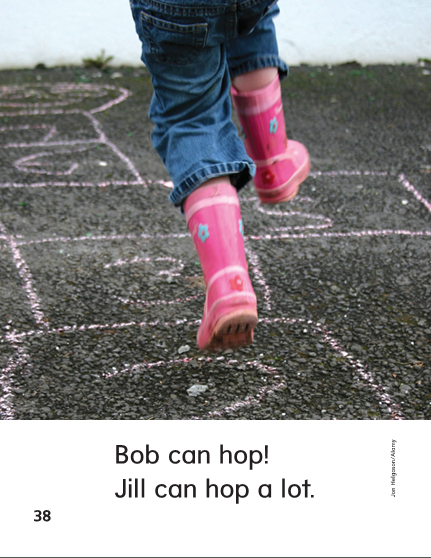 Bob can hop!
Jill can hop a lot.
38
Jon Helgason/Alamy